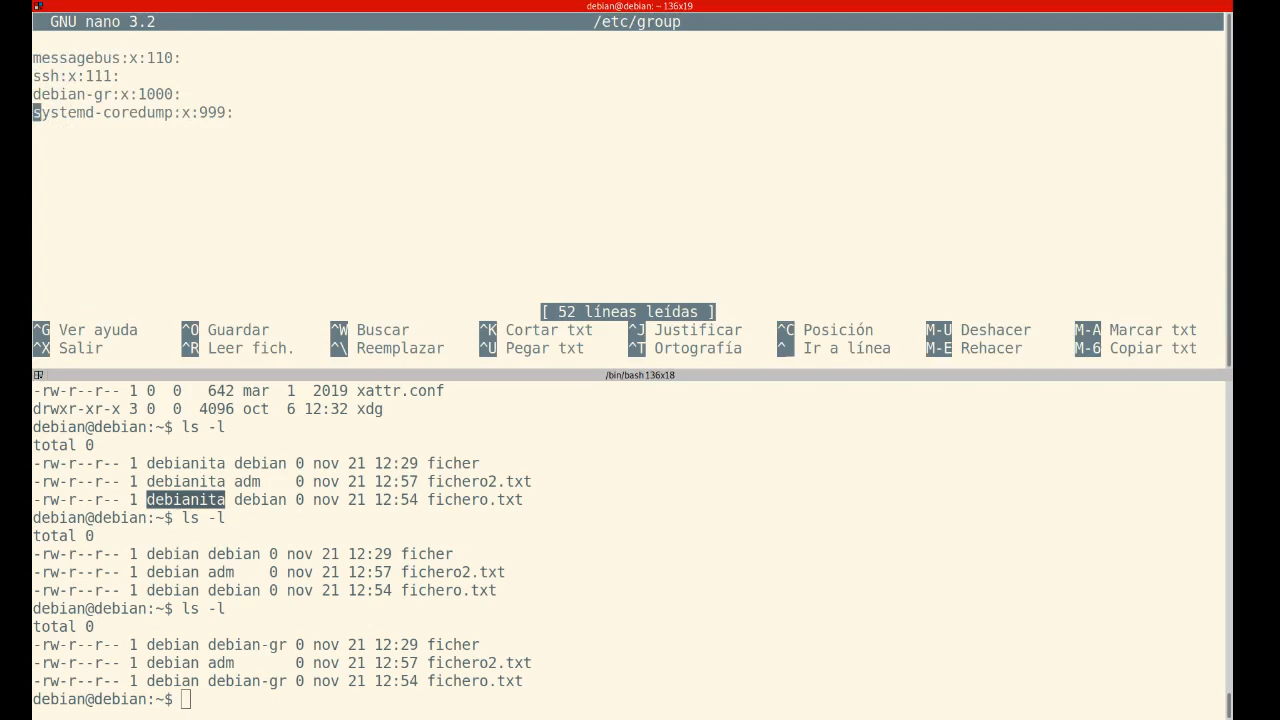 debian@debian: ~ 136x19
GNU nano 3.2 /etc/group
messagebus:x:110:
ssh:x:111:
debian-gr:x:1000:
systemd-coredump:x:999:
[ 52 líneas leídas ]
^G Ver ayuda ^O Guardar ^W Buscar ^K Cortar txt ^J Justificar ^C Posición M-U Deshacer M-A Marcar txt
^X Salir ^R Leer fich. ^\ Reemplazar ^U Pegar txt ^T Ortografía ^_ Ir a línea M-E Rehacer M-6 Copiar txt
/bin/bash 136x18
-rw-r--r-- 1 0 0 642 mar 1 2019 xattr.conf
drwxr-xr-x 3 0 0 4096 oct 6 12:32 xdg
debian@debian:~$ ls -l
total 0
-rw-r--r-- 1 debianita debian 0 nov 21 12:29 ficher
-rw-r--r-- 1 debianita adm 0 nov 21 12:57 fichero2.txt
-rw-r--r-- 1 debianita debian 0 nov 21 12:54 fichero.txt
debian@debian:~$ ls -l
total 0
-rw-r--r-- 1 debian debian 0 nov 21 12:29 ficher
-rw-r--r-- 1 debian adm 0 nov 21 12:57 fichero2.txt
-rw-r--r-- 1 debian debian 0 nov 21 12:54 fichero.txt
debian@debian:~$ ls -l
total 0
-rw-r--r-- 1 debian debian-gr 0 nov 21 12:29 ficher
-rw-r--r-- 1 debian adm 0 nov 21 12:57 fichero2.txt
-rw-r--r-- 1 debian debian-gr 0 nov 21 12:54 fichero.txt
debian@debian:~$